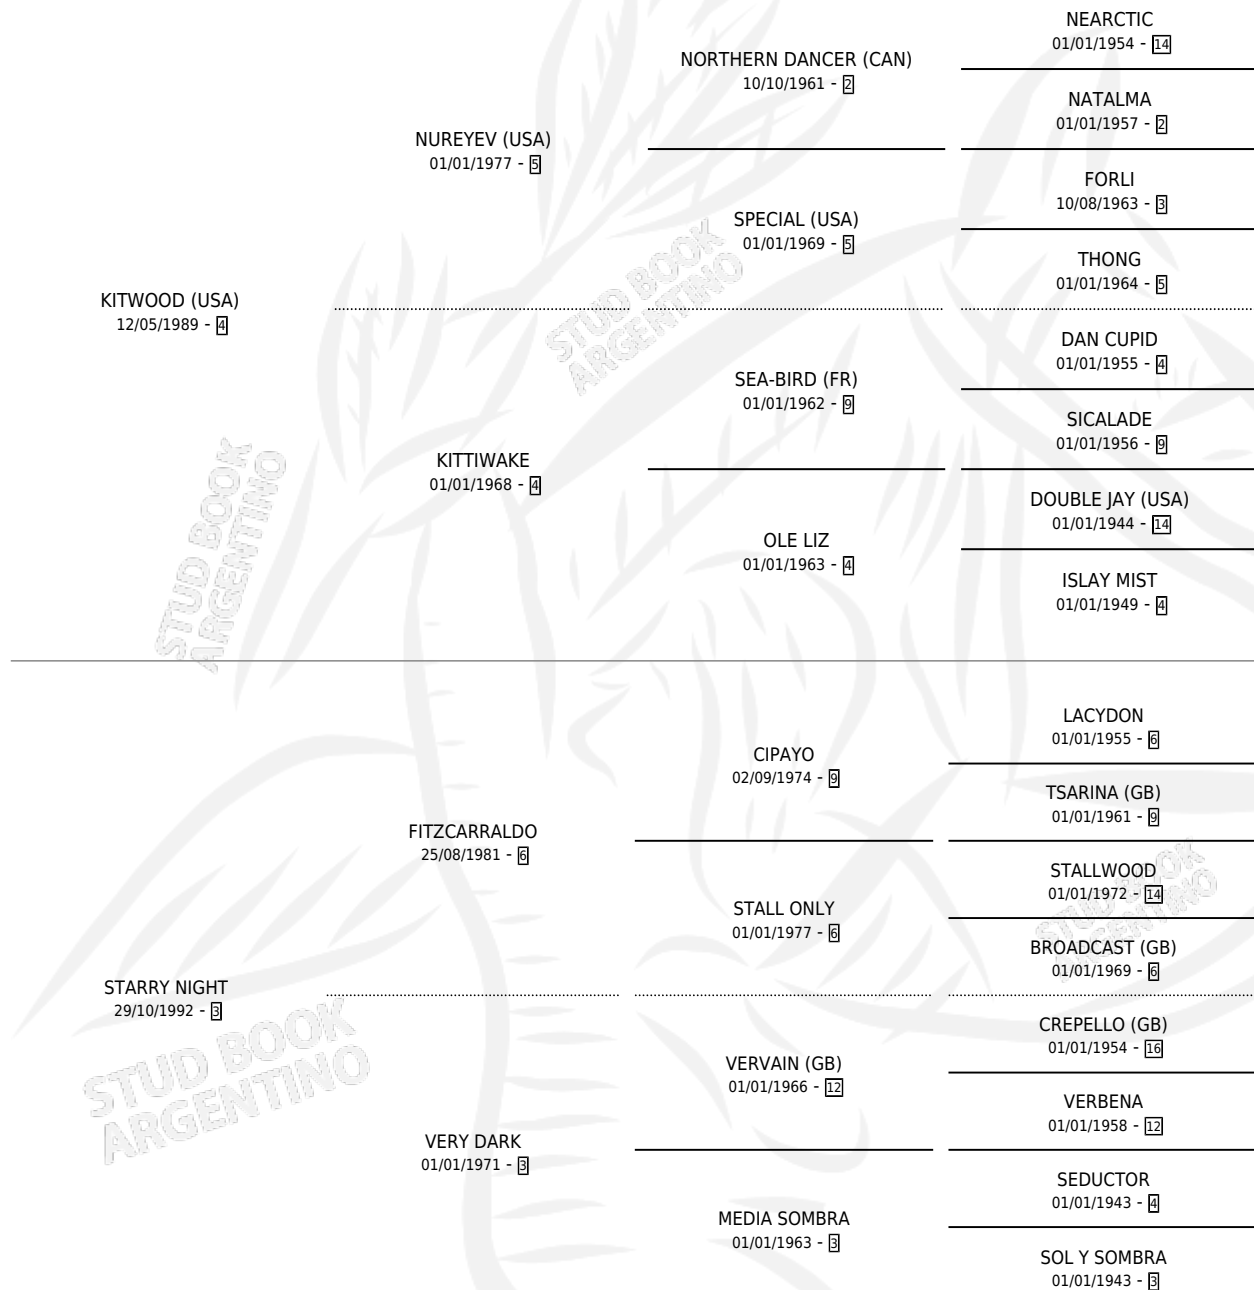 NEARCTIC
01/01/1954 - 14
NORTHERN DANCER (CAN)
10/10/1961 - 2
NATALMA
01/01/1957 - 2
NUREYEV (USA)
01/01/1977 - 5
FORLI
10/08/1963 - 3
SPECIAL (USA)
01/01/1969 - 5
THONG
01/01/1964 - 5
KITWOOD (USA)
12/05/1989 - 4
DAN CUPID
01/01/1955 - 4
SEA-BIRD (FR)
01/01/1962 - 9
SICALADE
01/01/1956 - 9
KITTIWAKE
01/01/1968 - 4
DOUBLE JAY (USA)
01/01/1944 - 14
OLE LIZ
01/01/1963 - 4
ISLAY MIST
01/01/1949 - 4
STUD BOOK
ARGENTINO
STUD BOOK
ARGENTINO
LACYDON
01/01/1955 - 6
CIPAYO
02/09/1974 - 9
TSARINA (GB)
01/01/1961 - 9
FITZCARRALDO
25/08/1981 - 6
STALLWOOD
01/01/1972 - 14
STALL ONLY
01/01/1977 - 6
BROADCAST (GB)
01/01/1969 - 6
STARRY NIGHT
29/10/1992 - 3
CREPELLO (GB)
01/01/1954 - 16
VERVAIN (GB)
01/01/1966 - 12
VERBENA
01/01/1958 - 12
VERY DARK
01/01/1971 - 3
SEDUCTOR
01/01/1943 - 4
MEDIA SOMBRA
01/01/1963 - 3
SOL Y SOMBRA
01/01/1943 - 3
STUD BOOK
ARGENTINO
STUD BOOK
ARGENTINO